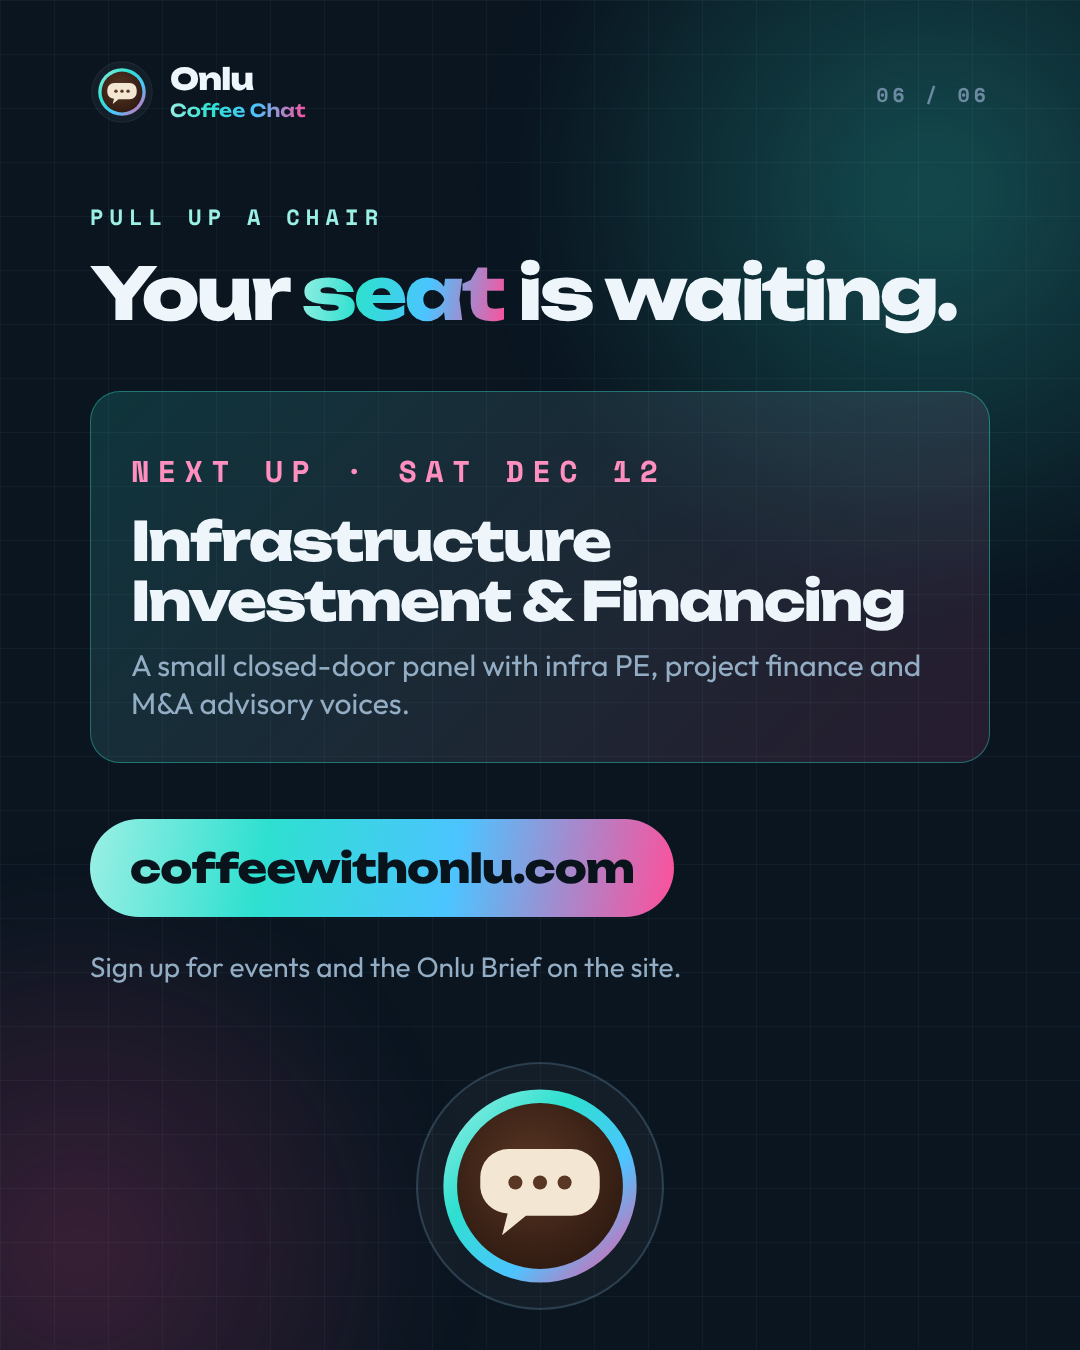 Onlu
Coffee Chat
06 / 06
PULL UP A CHAIR
Your seat is waiting.
NEXT UP · SAT DEC 12
Infrastructure
Investment & Financing
A small closed-door panel with infra PE, project finance and
M&A advisory voices.
coffeewithonlu.com
Sign up for events and the Onlu Brief on the site.